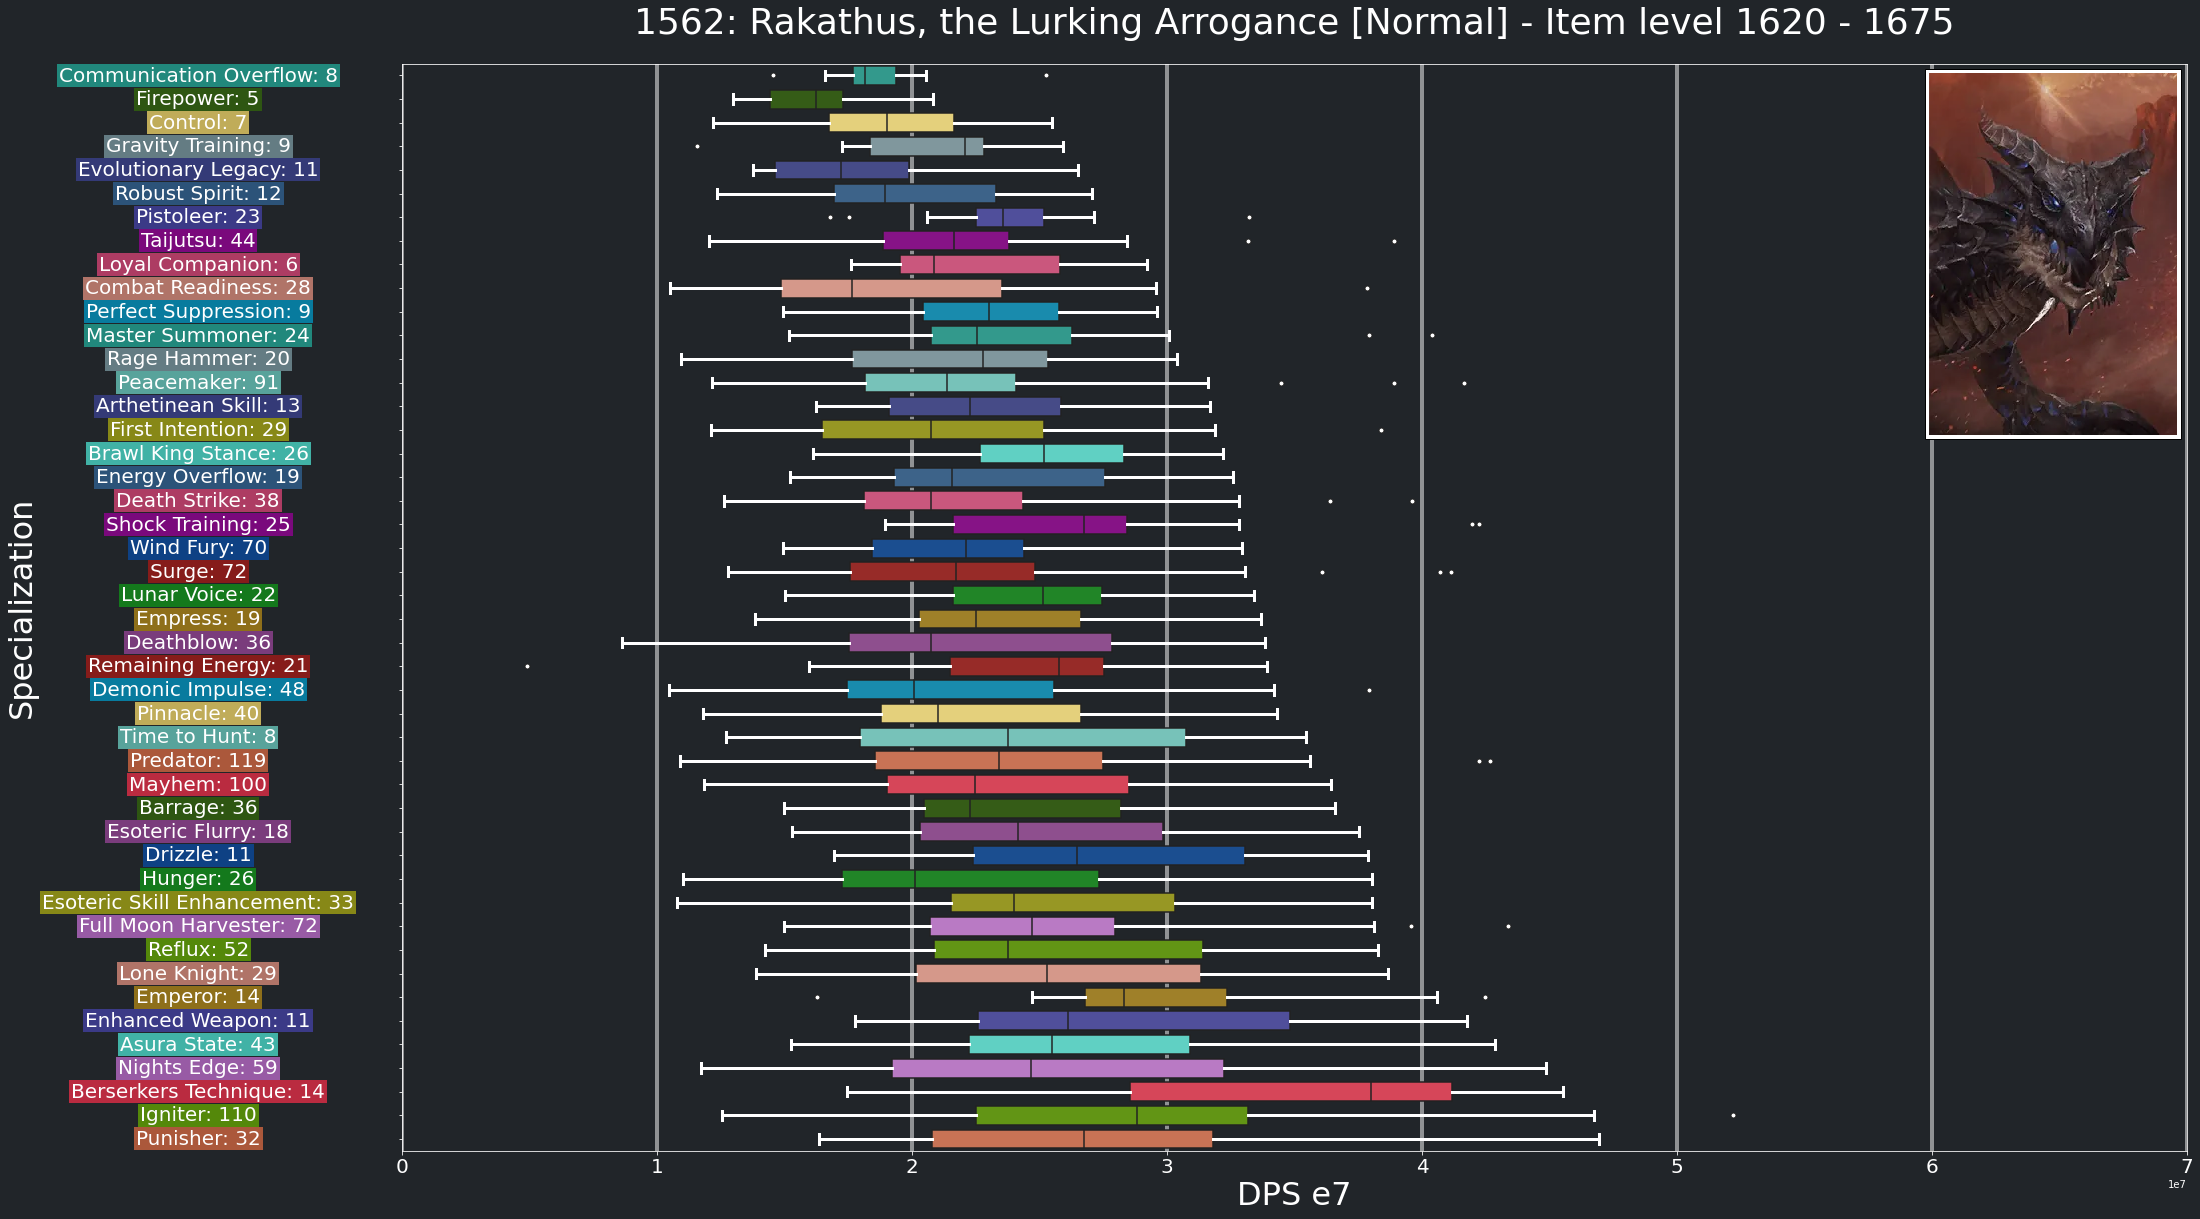 1562: Rakathus, the Lurking Arrogance [Normal] - Item level 1620 - 1675
Specialization
Communication Overflow: 8
Firepower: 5
Control: 7
Gravity Training: 9
Evolutionary Legacy: 11
Robust Spirit: 12
Pistoleer: 23
Taijutsu: 44
Loyal Companion: 6
Combat Readiness: 28
Perfect Suppression: 9
Master Summoner: 24
Rage Hammer: 20
Peacemaker: 91
Arthetinean Skill: 13
First Intention: 29
Brawl King Stance: 26
Energy Overflow: 19
Death Strike: 38
Shock Training: 25
Wind Fury: 70
Surge: 72
Lunar Voice: 22
Empress: 19
Deathblow: 36
Remaining Energy: 21
Demonic Impulse: 48
Pinnacle: 40
Time to Hunt: 8
Predator: 119
Mayhem: 100
Barrage: 36
Esoteric Flurry: 18
Drizzle: 11
Hunger: 26
Esoteric Skill Enhancement: 33
Full Moon Harvester: 72
Reflux: 52
Lone Knight: 29
Emperor: 14
Enhanced Weapon: 11
Asura State: 43
Nights Edge: 59
Berserkers Technique: 14
Igniter: 110
Punisher: 32
0 1 2 3 4 5 6 7
1e7
DPS e7